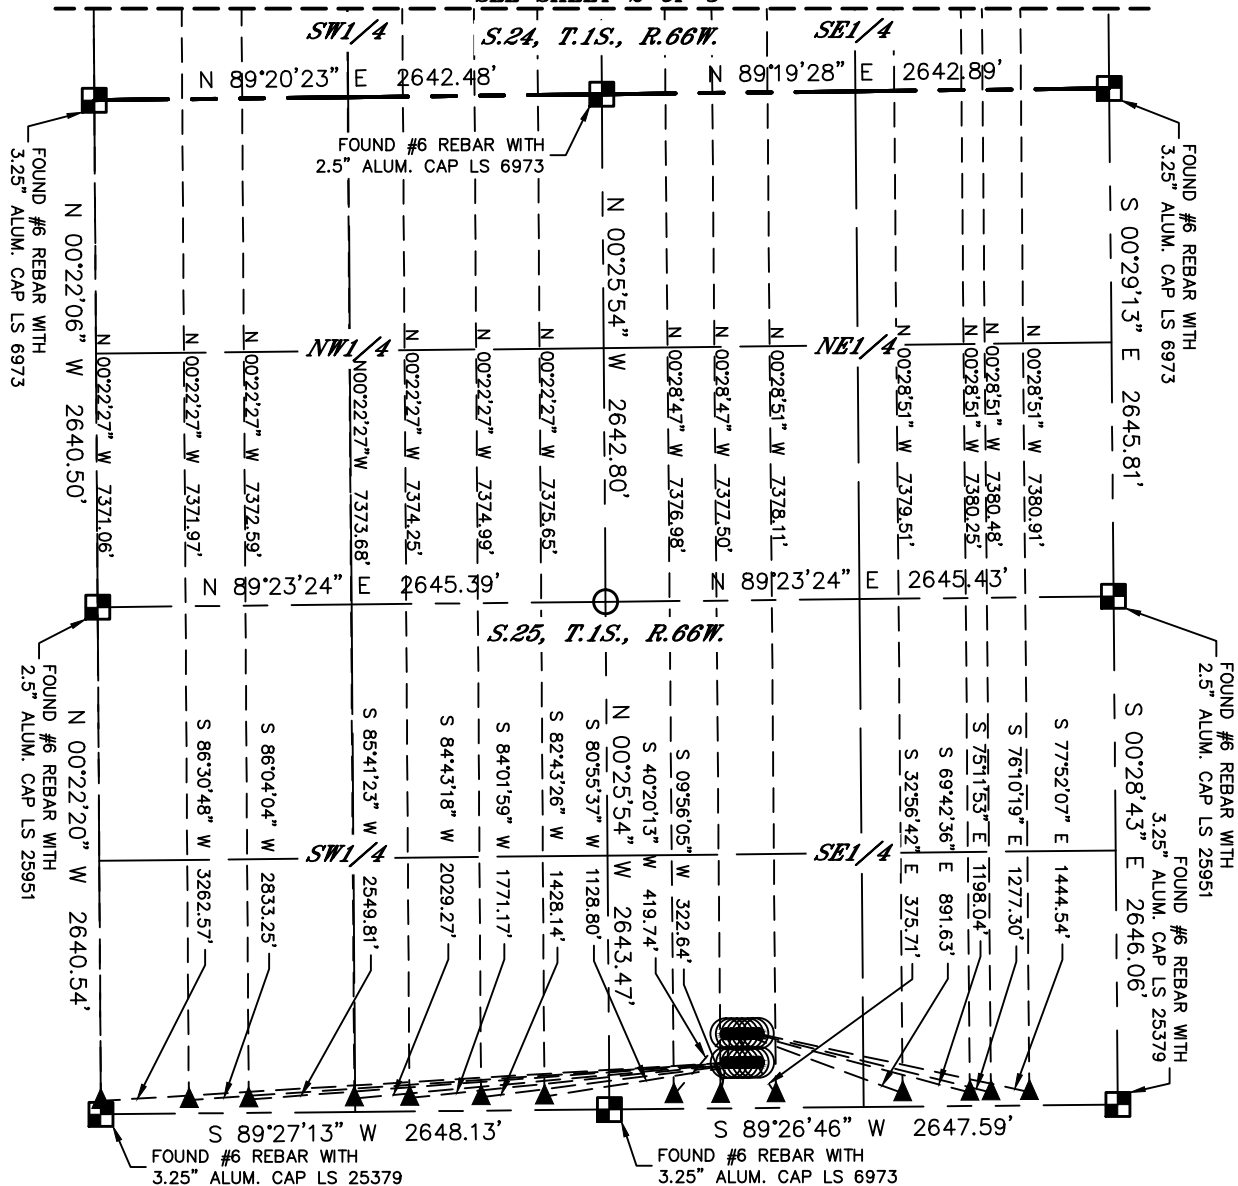 SW1/4
S.24, T.1S., R.66W.
SE1/4
N 89°20'23" E 2642.48'
N 89°19'28" E 2642.89'
FOUND #6 REBAR WITH
3.25" ALUM. CAP LS 6973
FOUND #6 REBAR WITH
2.5" ALUM. CAP LS 6973
FOUND #6 REBAR WITH
3.25" ALUM. CAP LS 6973
N 00°22'06" W 2640.50'
N 00°25'54" W 2642.80'
S 00°29'13" E 2645.81'
NW1/4
NE1/4
N 00°22'27" W 7371.06'
N 00°22'27" W 7371.97'
N 00°22'27" W 7372.59'
N00°22'27"W 7373.68'
N 00°22'27" W 7374.25'
N 00°22'27" W 7374.99'
N 00°22'27" W 7375.65'
N 00°28'47" W 7376.98'
N 00°28'47" W 7377.50'
N 00°28'51" W 7378.11'
N 00°28'51" W 7379.51'
N 00°28'51" W 7380.25'
N 00°28'51" W 7380.48'
N 00°28'51" W 7380.91'
N 89°23'24" E 2645.39'
N 89°23'24" E 2645.43'
S.25, T.1S., R.66W.
FOUND #6 REBAR WITH
2.5" ALUM. CAP LS 25951
FOUND #6 REBAR WITH
2.5" ALUM. CAP LS 25951
N 00°22'20" W 2640.54'
N 00°25'54" W 2643.47'
S 00°28'43" E 2646.06'
SW1/4
SE1/4
S 86°30'48" W 3262.57'
S 86°04'04" W 2833.25'
S 85°41'23" W 2549.81'
S 84°43'18" W 2029.27'
S 84°01'59" W 1771.17'
S 82°43'26" W 1428.14'
S 80°55'37" W 1128.80'
S 40°20'13" W 419.74'
S 09°56'05" W 322.64'
S 32°56'42" E 375.71'
S 69°42'36" E 891.63'
S 75°11'53" E 1198.04'
S 76°10'19" E 1277.30'
S 77°52'07" E 1444.54'
FOUND #6 REBAR WITH
3.25" ALUM. CAP LS 25379
S 89°27'13" W 2648.13'
S 89°26'46" W 2647.59'
FOUND #6 REBAR WITH
3.25" ALUM. CAP LS 25379
FOUND #6 REBAR WITH
3.25" ALUM. CAP LS 6973